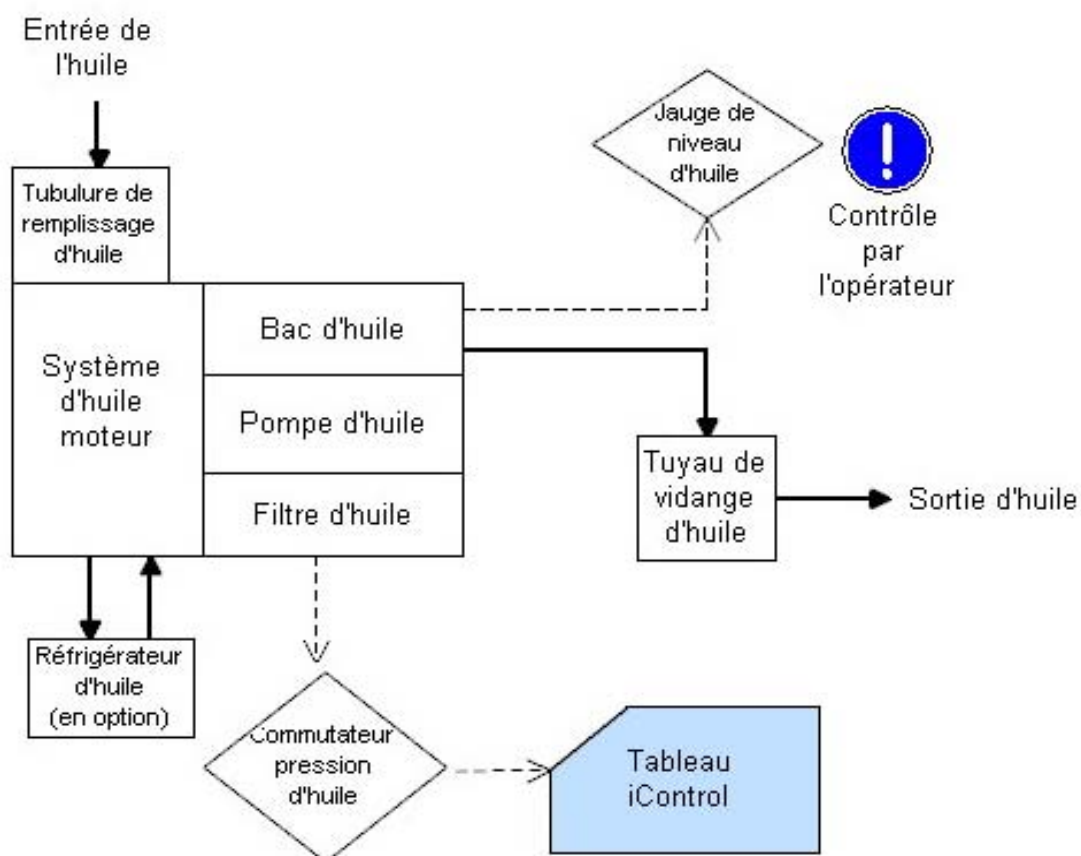 Entrée de
l'huile
Tubulure de
remplissage
d'huile
Jauge de
niveau
d'huile
!
Contrôle
par
l'opérateur
Système
d'huile
moteur
Bac d'huile
Pompe d'huile
Filtre d'huile
Tuyau de
vidange
d'huile
Sortie d'huile
Réfrigérateur
d'huile
(en option)
Commutateur
pression
d'huile
Tableau
iControl